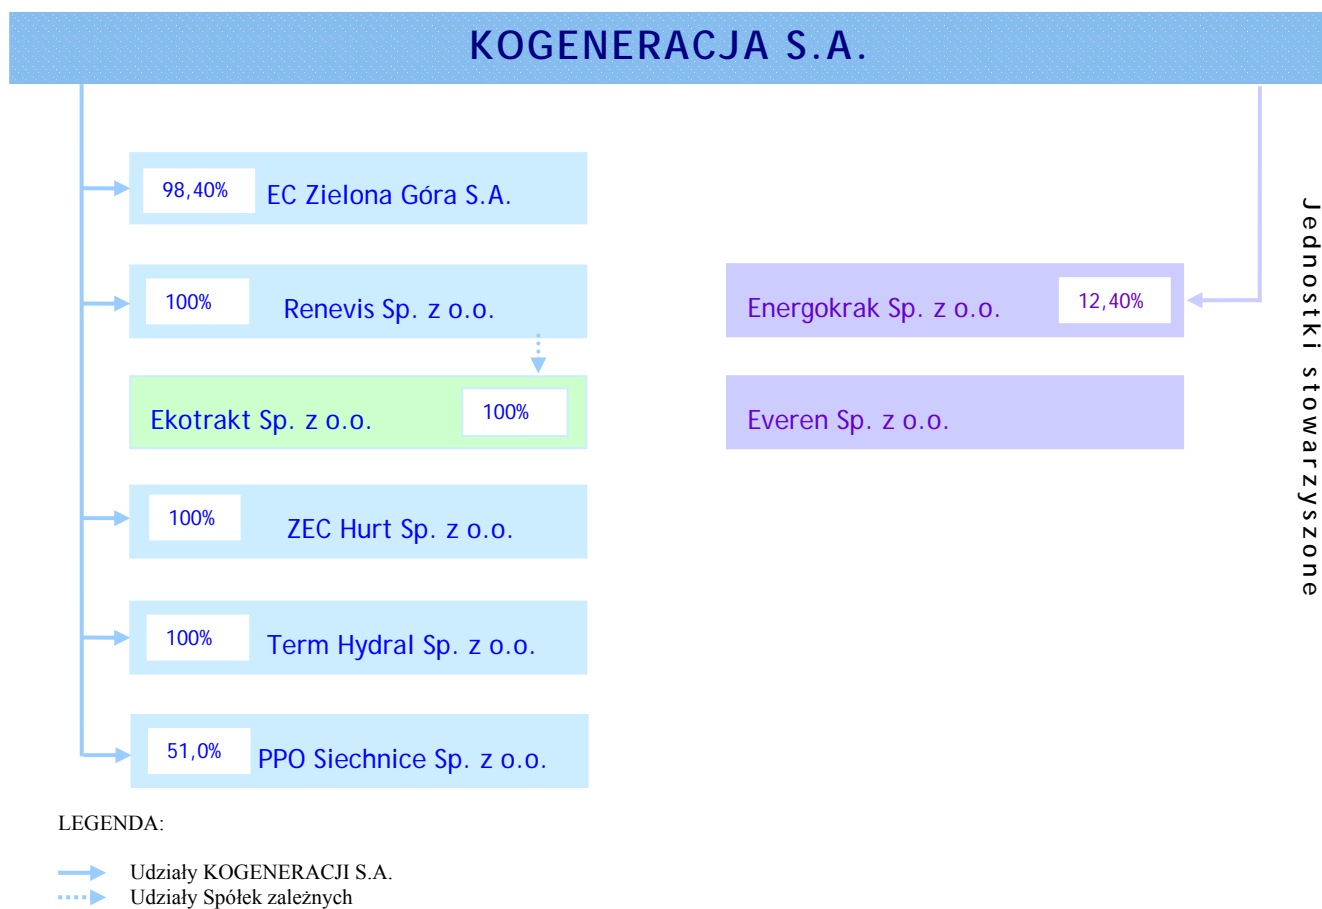 KOGENERACJA S.A.
98,40% EC Zielona Góra S.A.
100% Renevis Sp. z o.o.
Ekotrakt Sp. z o.o. 100%
100% ZEC Hurt Sp. z o.o.
100% Term Hydral Sp. z o.o.
51,0% PPO Siechnice Sp. z o.o.
Energokrak Sp. z o.o. 12,40%
Everen Sp. z o.o.
Jednostki stowarzyszone
LEGENDA:
Udziały KOGENERACJI S.A.
Udziały Spółek zależnych